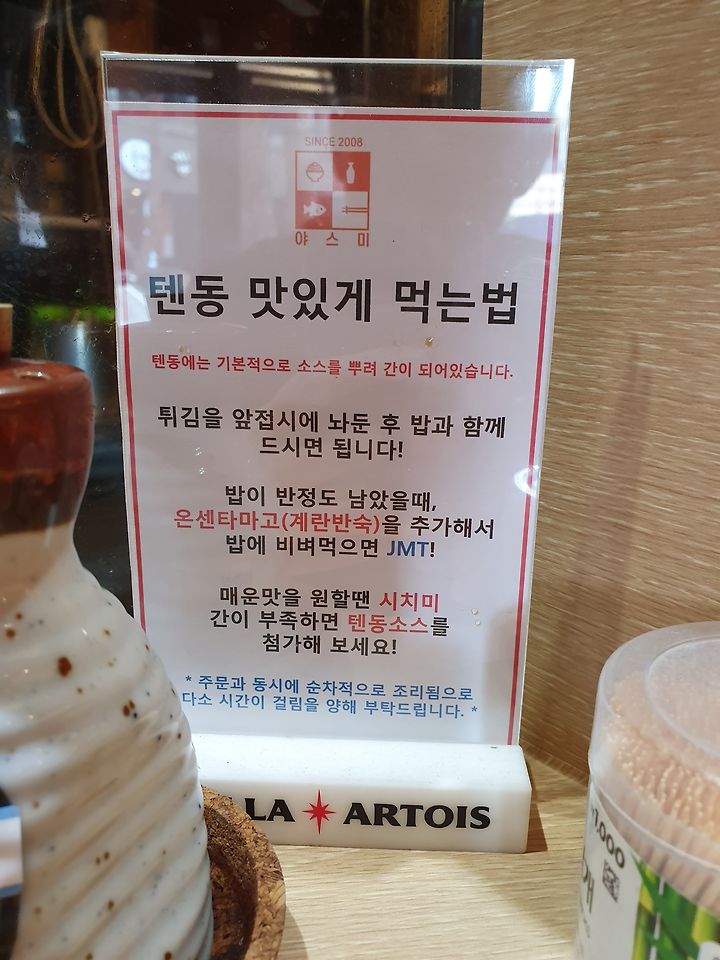 SINCE 2008
야스미
텐동 맛있게 먹는법
텐동에는 기본적으로 소스를 뿌려 간이 되어있습니다.
튀김을 앞접시에 놔둔 후 밥과 함께
드시면 됩니다!
밥이 반정도 남았을때,
온센타마고(계란반숙)을 추가해서
밥에 비벼먹으면 JMT!
매운맛을 원할땐 시치미
간이 부족하면 텐동소스를
첨가해 보세요!
* 주문과 동시에 순차적으로 조리됨으로
다소 시간이 걸림을 양해 부탁드립니다. *
LA ARTOIS
₩1,000
개